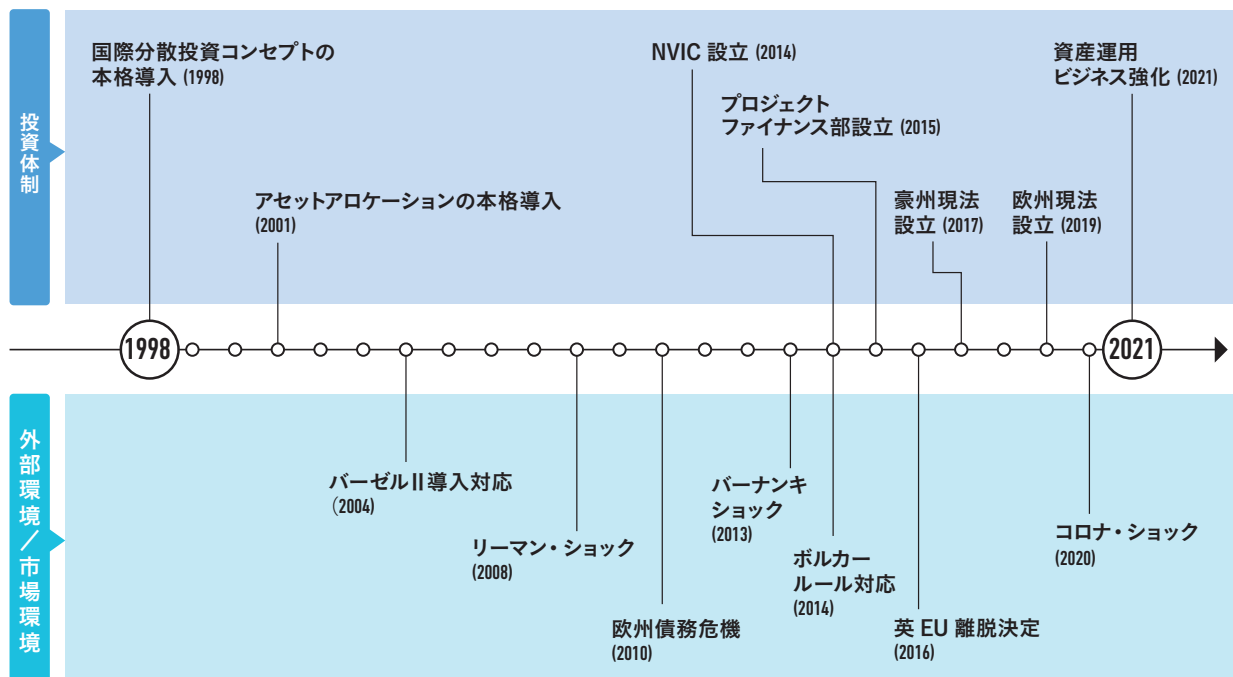 投資体制
国際分散投資コンセプトの
本格導入 (1998)
アセットアロケーションの本格導入
(2001)
NVIC 設立 (2014)
プロジェクト
ファイナンス部設立 (2015)
豪州現法
設立 (2017)
欧州現法
設立 (2019)
資産運用
ビジネス強化 (2021)
1998
2021
外部環境／市場環境
バーゼルⅡ導入対応
（2004)
リーマン・ショック
(2008)
欧州債務危機
(2010)
バーナンキ
ショック
(2013)
ボルカー
ルール対応
(2014)
英 EU 離脱決定
(2016)
コロナ・ショック
(2020)